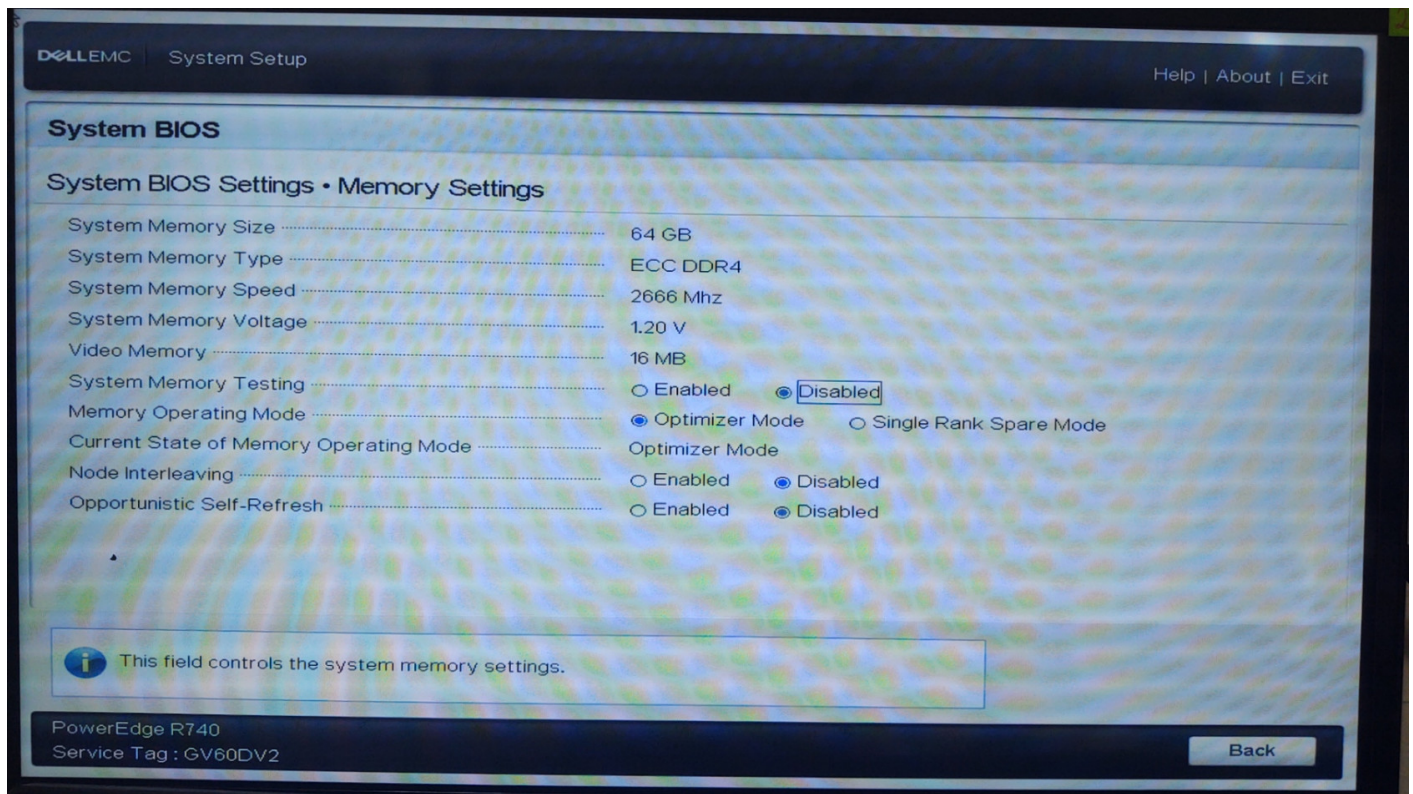 DELLEMC System Setup
Help | About | Exit
System BIOS
System BIOS Settings • Memory Settings
System Memory Size 64 GB
System Memory Type ECC DDR4
System Memory Speed 2666 Mhz
System Memory Voltage 1.20 V
Video Memory 16 MB
System Memory Testing Enabled Disabled
Memory Operating Mode Optimizer Mode Single Rank Spare Mode
Current State of Memory Operating Mode Optimizer Mode
Node Interleaving Enabled Disabled
Opportunistic Self-Refresh Enabled Disabled
This field controls the system memory settings.
PowerEdge R740
Service Tag : GV60DV2
Back